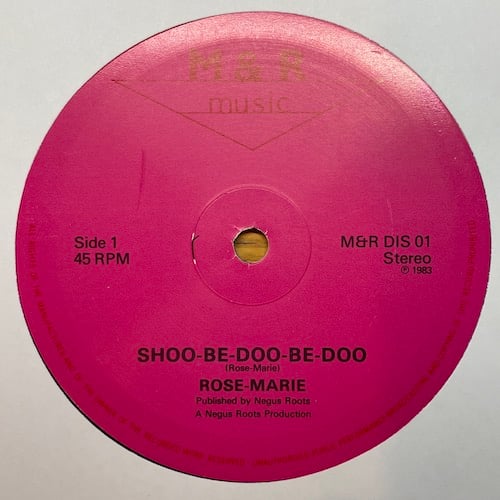 M & R
music
Side 1
45 RPM
M&R DIS 01
Stereo
℗ 1983
SHOO-BE-DOO-BE-DOO
(Rose-Marie)
ROSE-MARIE
Published by Negus Roots
A Negus Roots Production